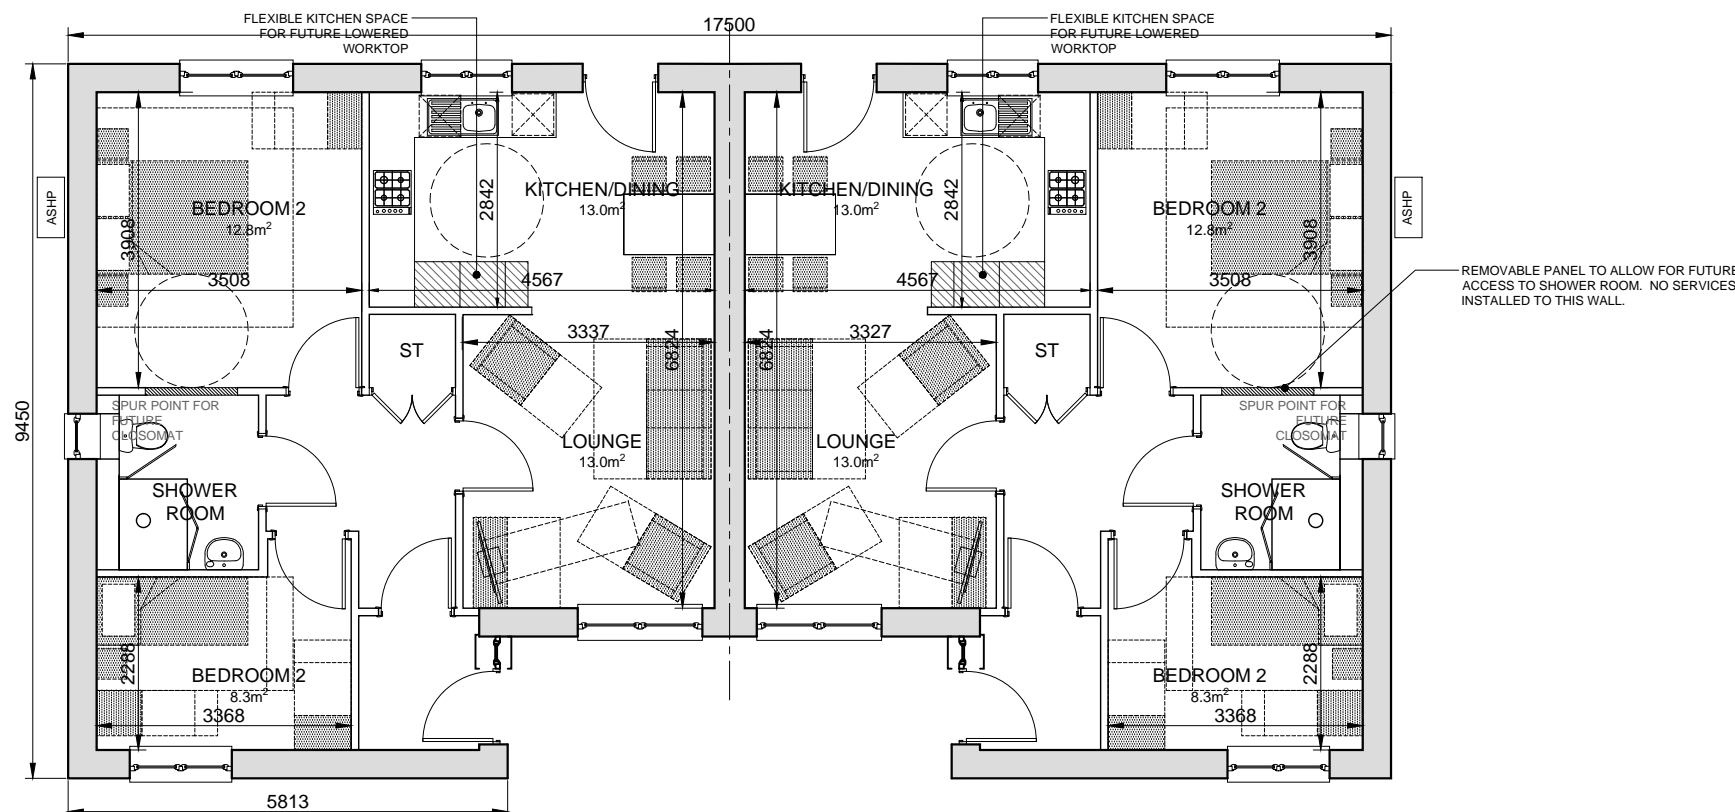 FLEXIBLE KITCHEN SPACE
FOR FUTURE LOWERED
WORKTOP
17500
FLEXIBLE KITCHEN SPACE
FOR FUTURE LOWERED
WORKTOP
ASHP
BEDROOM 2
12.8m²
3908
3508
2842
KITCHEN/DINING
13.0m²
4567
KITCHEN/DINING
13.0m²
2842
4567
BEDROOM 2
12.8m²
3908
3508
ASHP
REMOVABLE PANEL TO ALLOW FOR FUTURE
ACCESS TO SHOWER ROOM. NO SERVICES
INSTALLED TO THIS WALL.
ST
3337
6824
6824
3327
ST
9450
SPUR POINT FOR
FUTURE
CLOSOMAT
LOUNGE
13.0m²
LOUNGE
13.0m²
SPUR POINT FOR
FUTURE
CLOSOMAT
SHOWER
ROOM
SHOWER
ROOM
2288
BEDROOM 2
8.3m²
3368
BEDROOM 2
8.3m²
2288
3368
5813